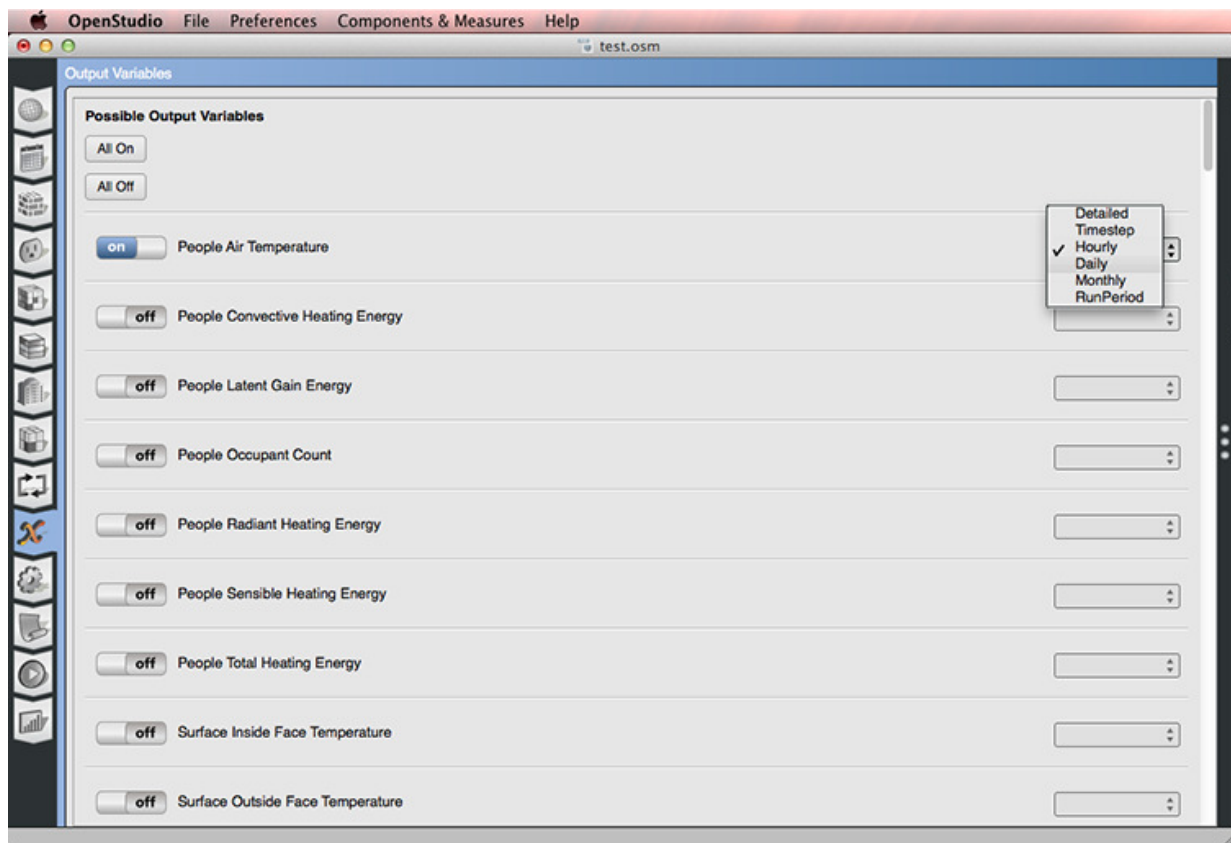 OpenStudio File Preferences Components & Measures Help
test.osm
Output Variables
Possible Output Variables
All On
All Off
on People Air Temperature
Detailed
Timestep
✓ Hourly
Daily
Monthly
RunPeriod
off People Convective Heating Energy
off People Latent Gain Energy
off People Occupant Count
off People Radiant Heating Energy
off People Sensible Heating Energy
off People Total Heating Energy
off Surface Inside Face Temperature
off Surface Outside Face Temperature